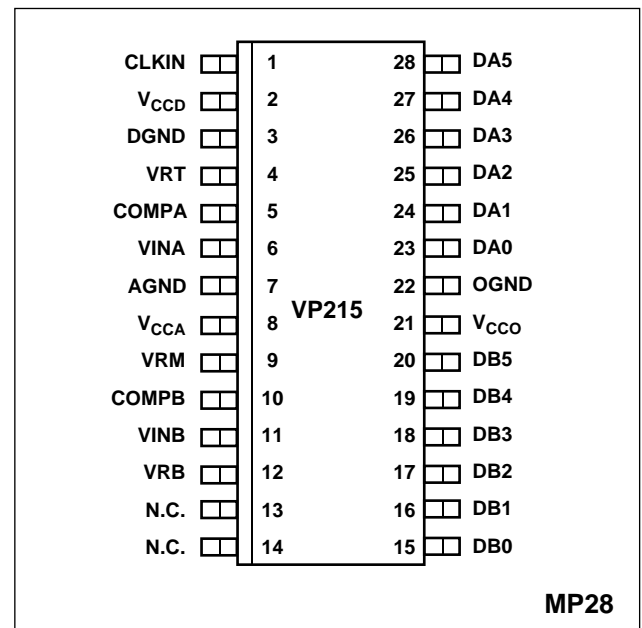 CLKIN 1 28 DA5
VCCD 2 27 DA4
DGND 3 26 DA3
VRT 4 25 DA2
COMPA 5 24 DA1
VINA 6 23 DA0
AGND 7 22 OGND
VP215
VCCA 8 21 VCCO
VRM 9 20 DB5
COMPB 10 19 DB4
VINB 11 18 DB3
VRB 12 17 DB2
N.C. 13 16 DB1
N.C. 14 15 DB0
MP28